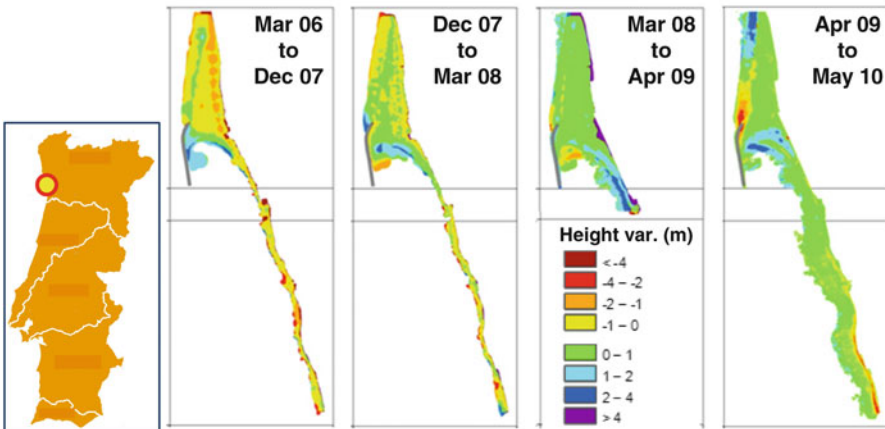 Mar 06
to
Dec 07
Dec 07
to
Mar 08
Mar 08
to
Apr 09
Apr 09
to
May 10
Height var. (m)
< -4
-4 – -2
-2 – -1
-1 – 0
0 – 1
1 – 2
2 – 4
> 4